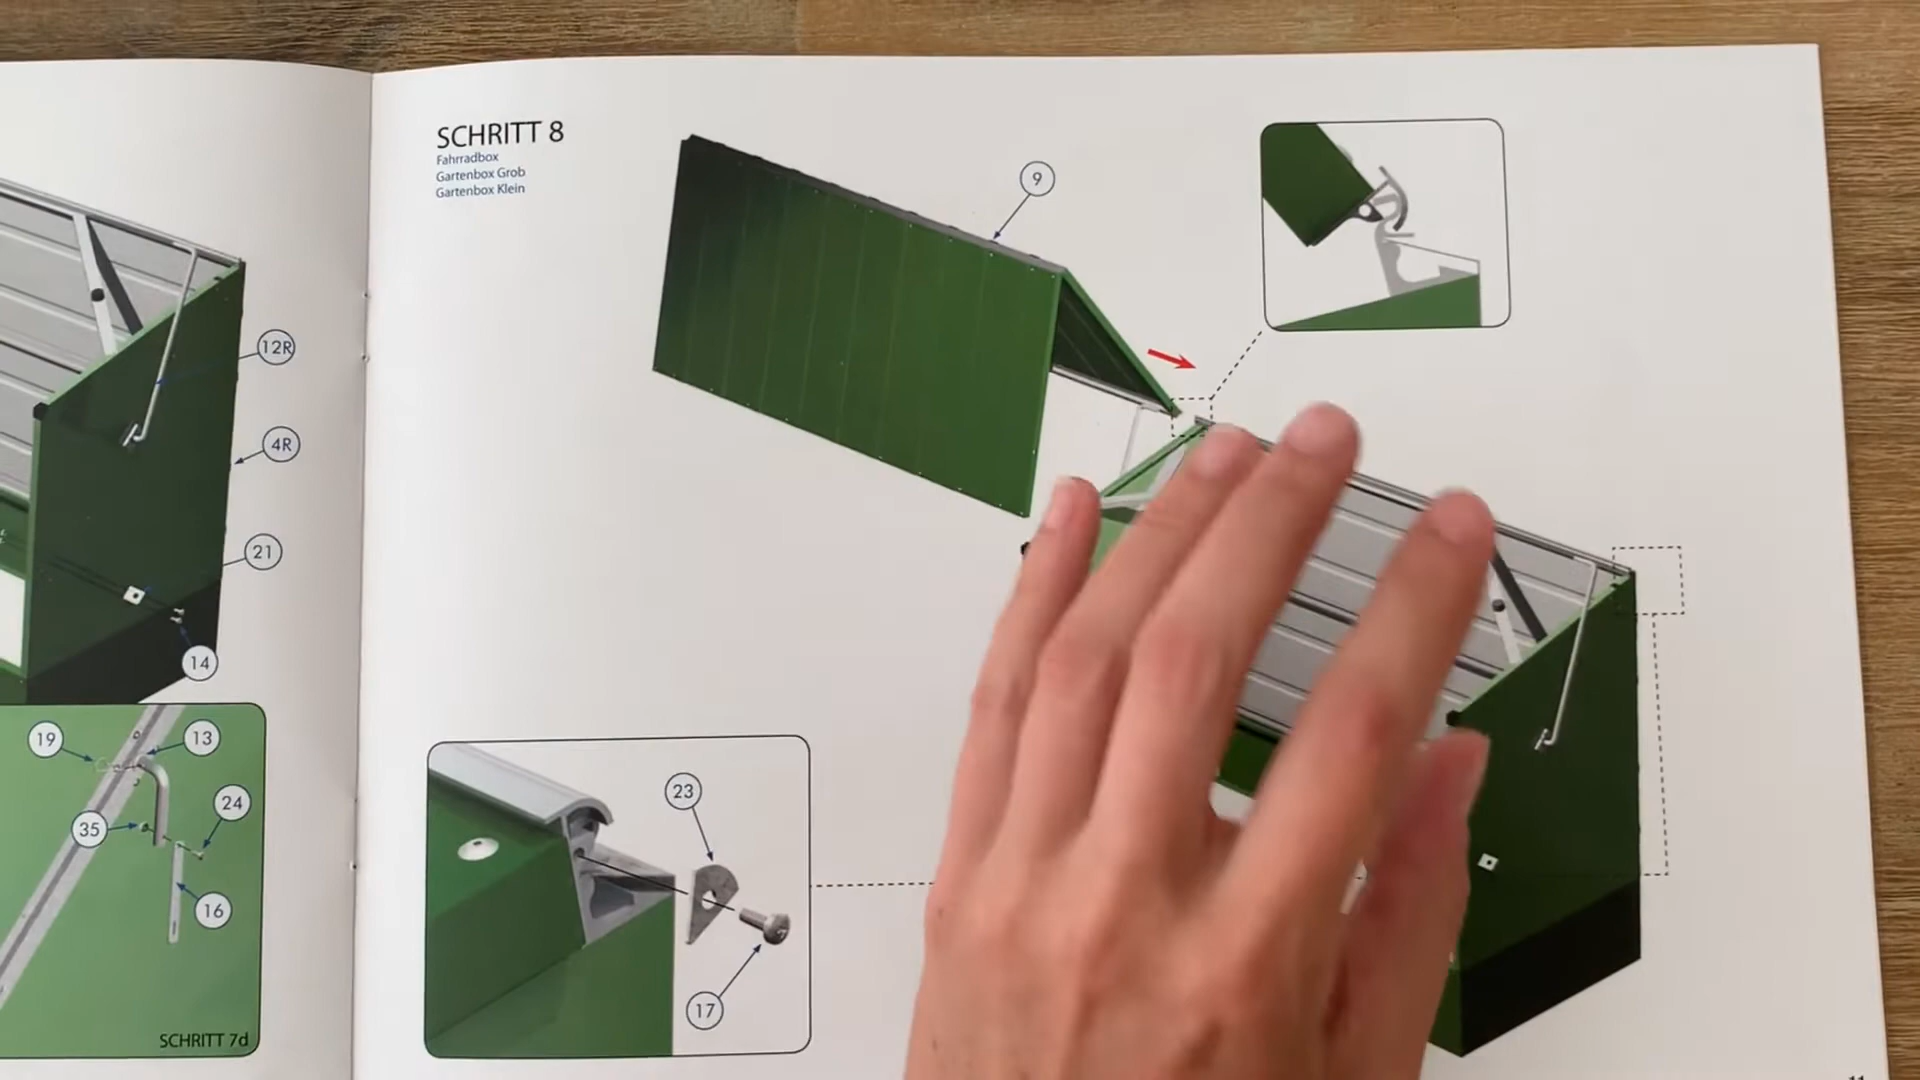 12R
4R
21
14
19
13
24
35
16
SCHRITT 7d
SCHRITT 8
Fahrradbox
Gartenbox Grob
Gartenbox Klein
9
23
17